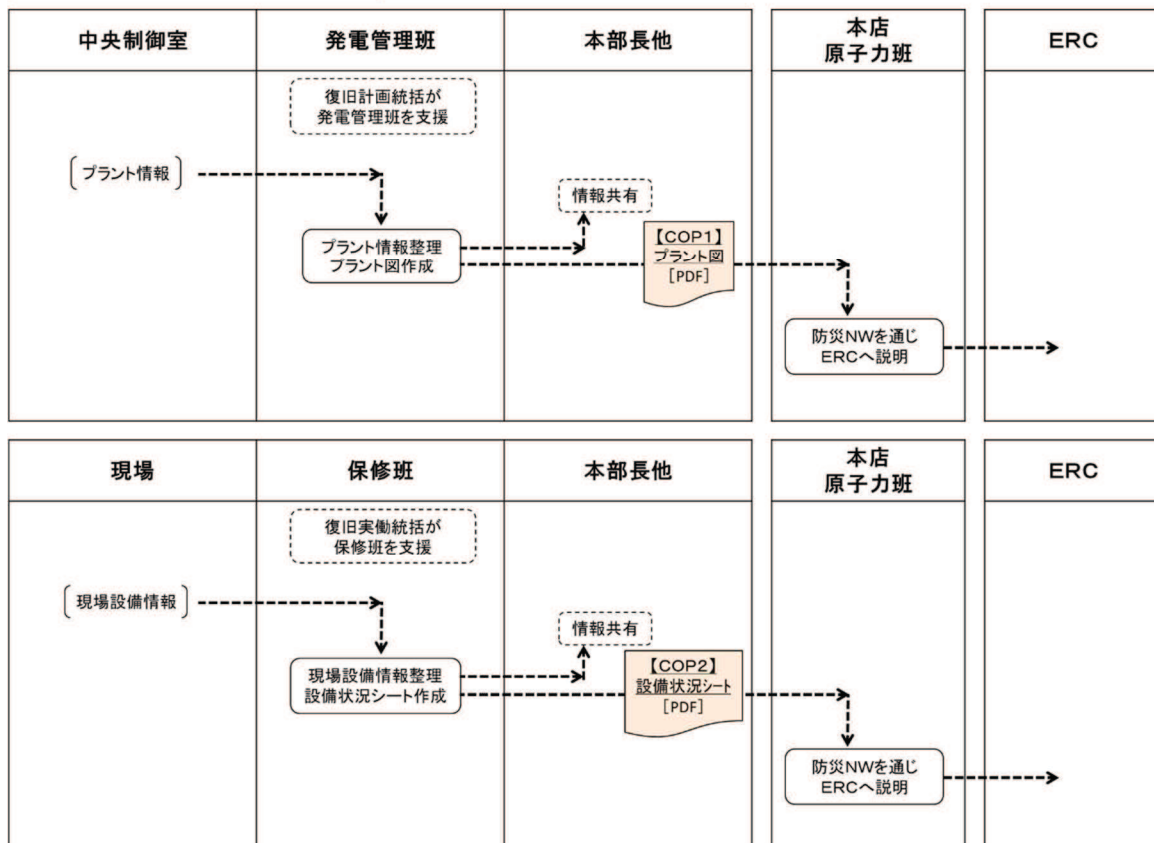 中央制御室
発電管理班
本部長他
本店
原子力班
ERC
復旧計画統括が
発電管理班を支援
[プラント情報]
情報共有
プラント情報整理
プラント図作成
【COP1】
プラント図
[PDF]
防災NWを通じ
ERCへ説明
現場
保修班
本部長他
本店
原子力班
ERC
復旧実働統括が
保修班を支援
[現場設備情報]
情報共有
現場設備情報整理
設備状況シート作成
【COP2】
設備状況シート
[PDF]
防災NWを通じ
ERCへ説明